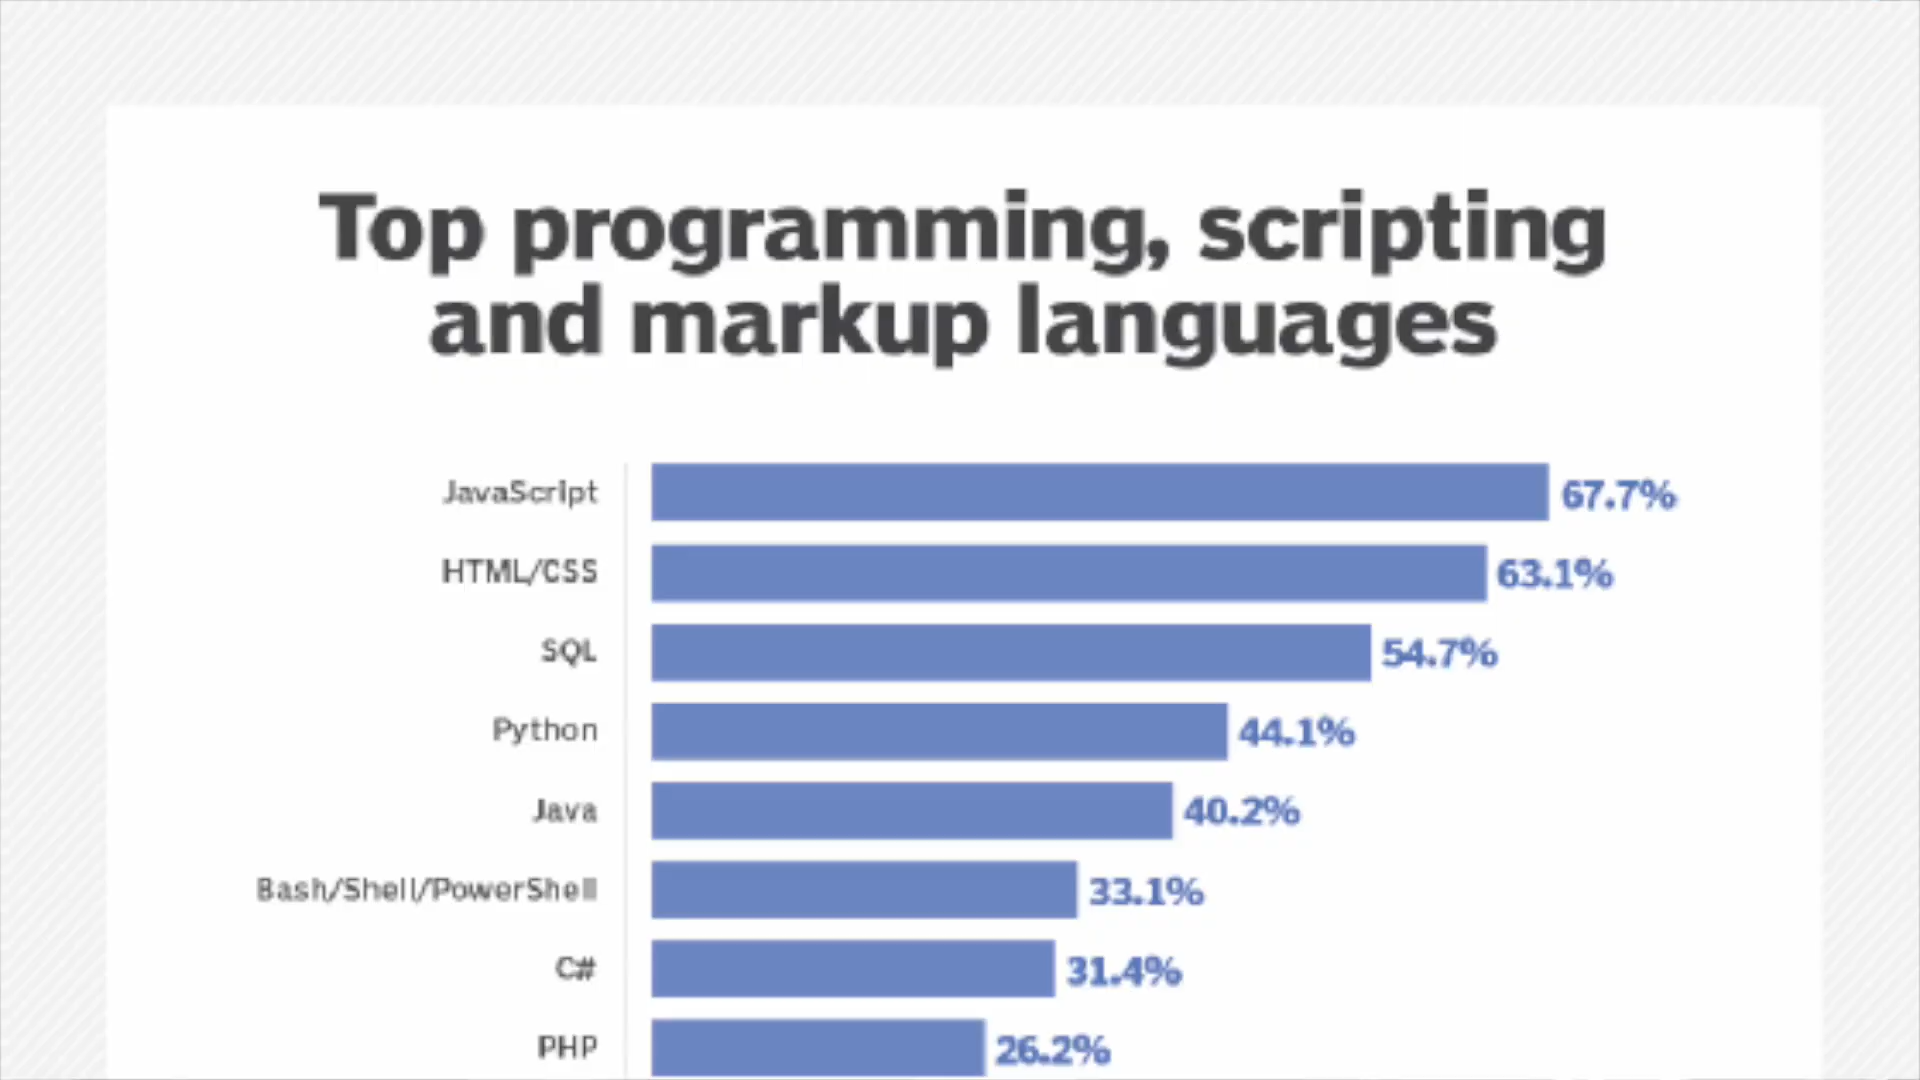 Top programming, scripting
and markup languages
JavaScript 67.7%
HTML/CSS 63.1%
SQL 54.7%
Python 44.1%
Java 40.2%
Bash/Shell/PowerShell 33.1%
C# 31.4%
PHP 26.2%